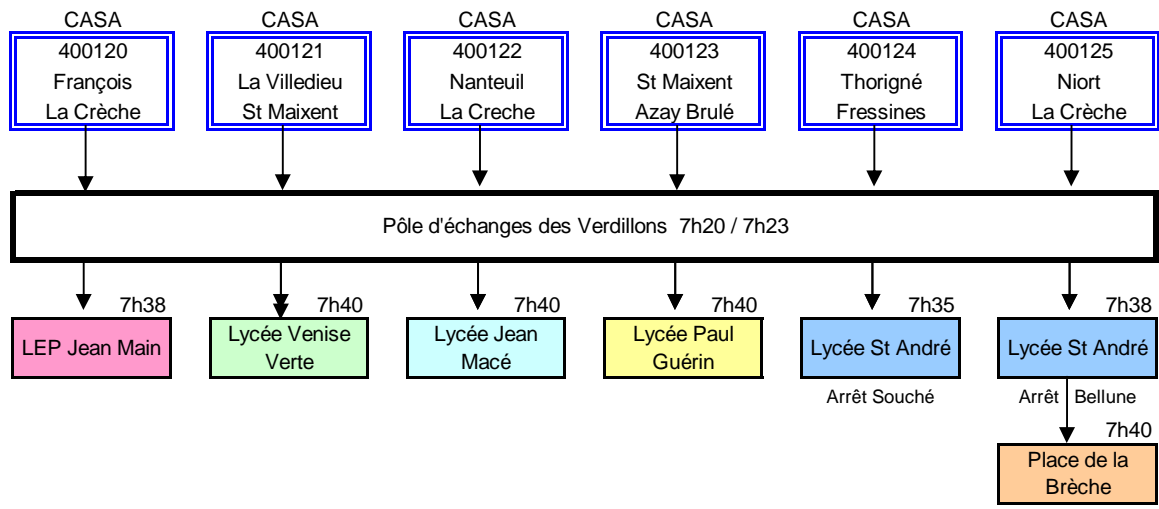 CASA CASA CASA CASA CASA CASA
400120
François
La Crèche
400121
La Villedieu
St Maixent
400122
Nanteuil
La Creche
400123
St Maixent
Azay Brulé
400124
Thorigné
Fressines
400125
Niort
La Crèche
Pôle d'échanges des Verdillons 7h20 / 7h23
7h38
LEP Jean Main
7h40
Lycée Venise
Verte
7h40
Lycée Jean
Macé
7h40
Lycée Paul
Guérin
7h35
Lycée St André
Arrêt Souché
7h38
Lycée St André
Arrêt Bellune
7h40
Place de la
Brèche